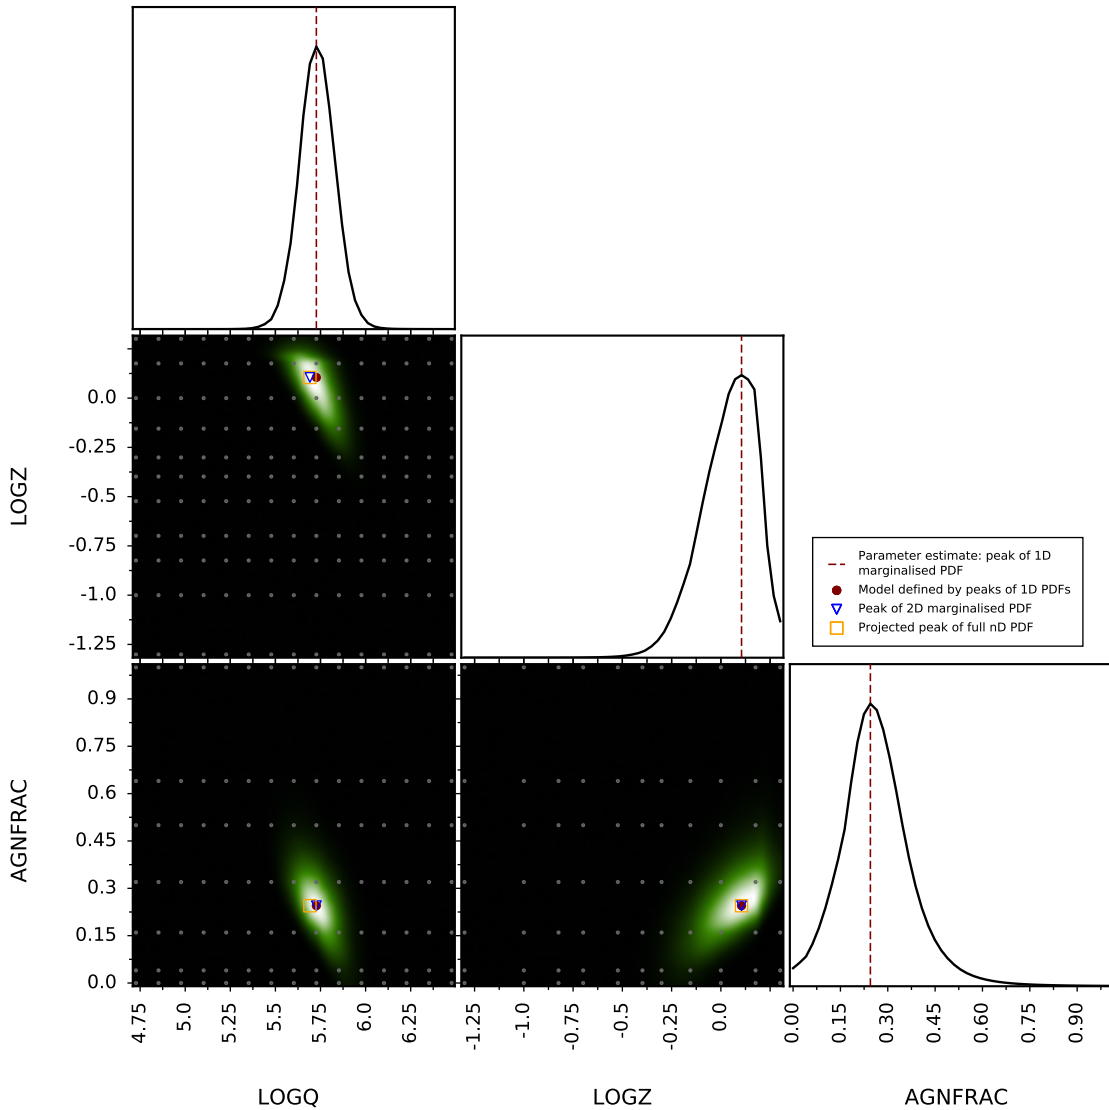 LOGZ
0.0
-0.25
-0.5
-0.75
-1.0
-1.25
Parameter estimate: peak of 1D
marginalised PDF
Model defined by peaks of 1D PDFs
Peak of 2D marginalised PDF
Projected peak of full nD PDF
AGNFRAC
0.9
0.75
0.6
0.45
0.3
0.15
0.0
4.75 5.0 5.25 5.5 5.75 6.0 6.25
-1.25 -1.0 -0.75 -0.5 -0.25 0.0
0.00 0.15 0.30 0.45 0.60 0.75 0.90
LOGQ LOGZ AGNFRAC